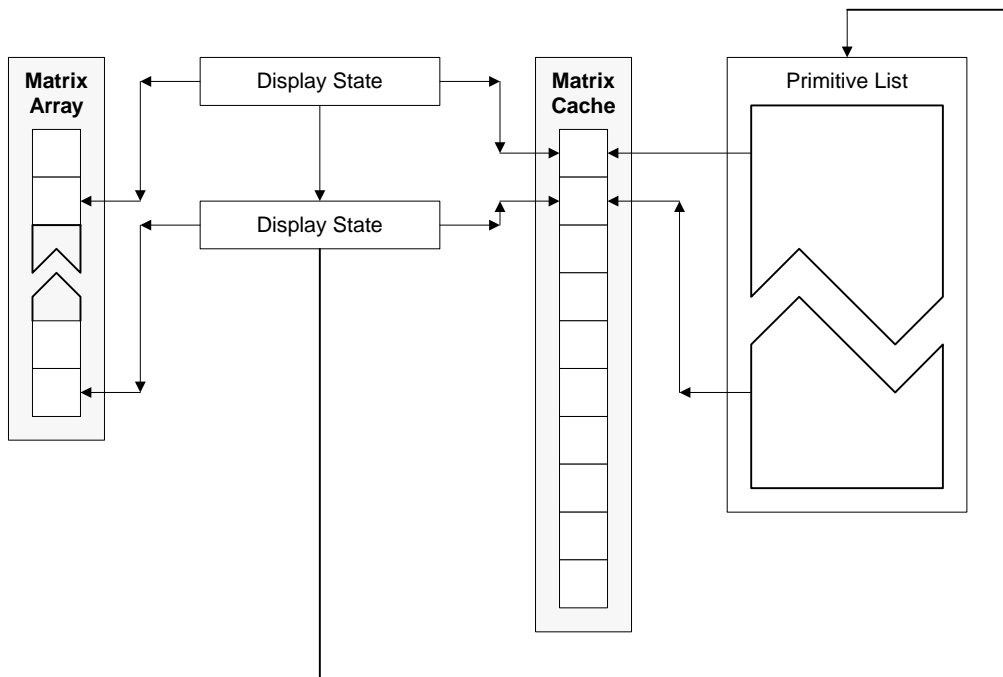 Matrix
Array
Display State
Matrix
Cache
Primitive List
Display State